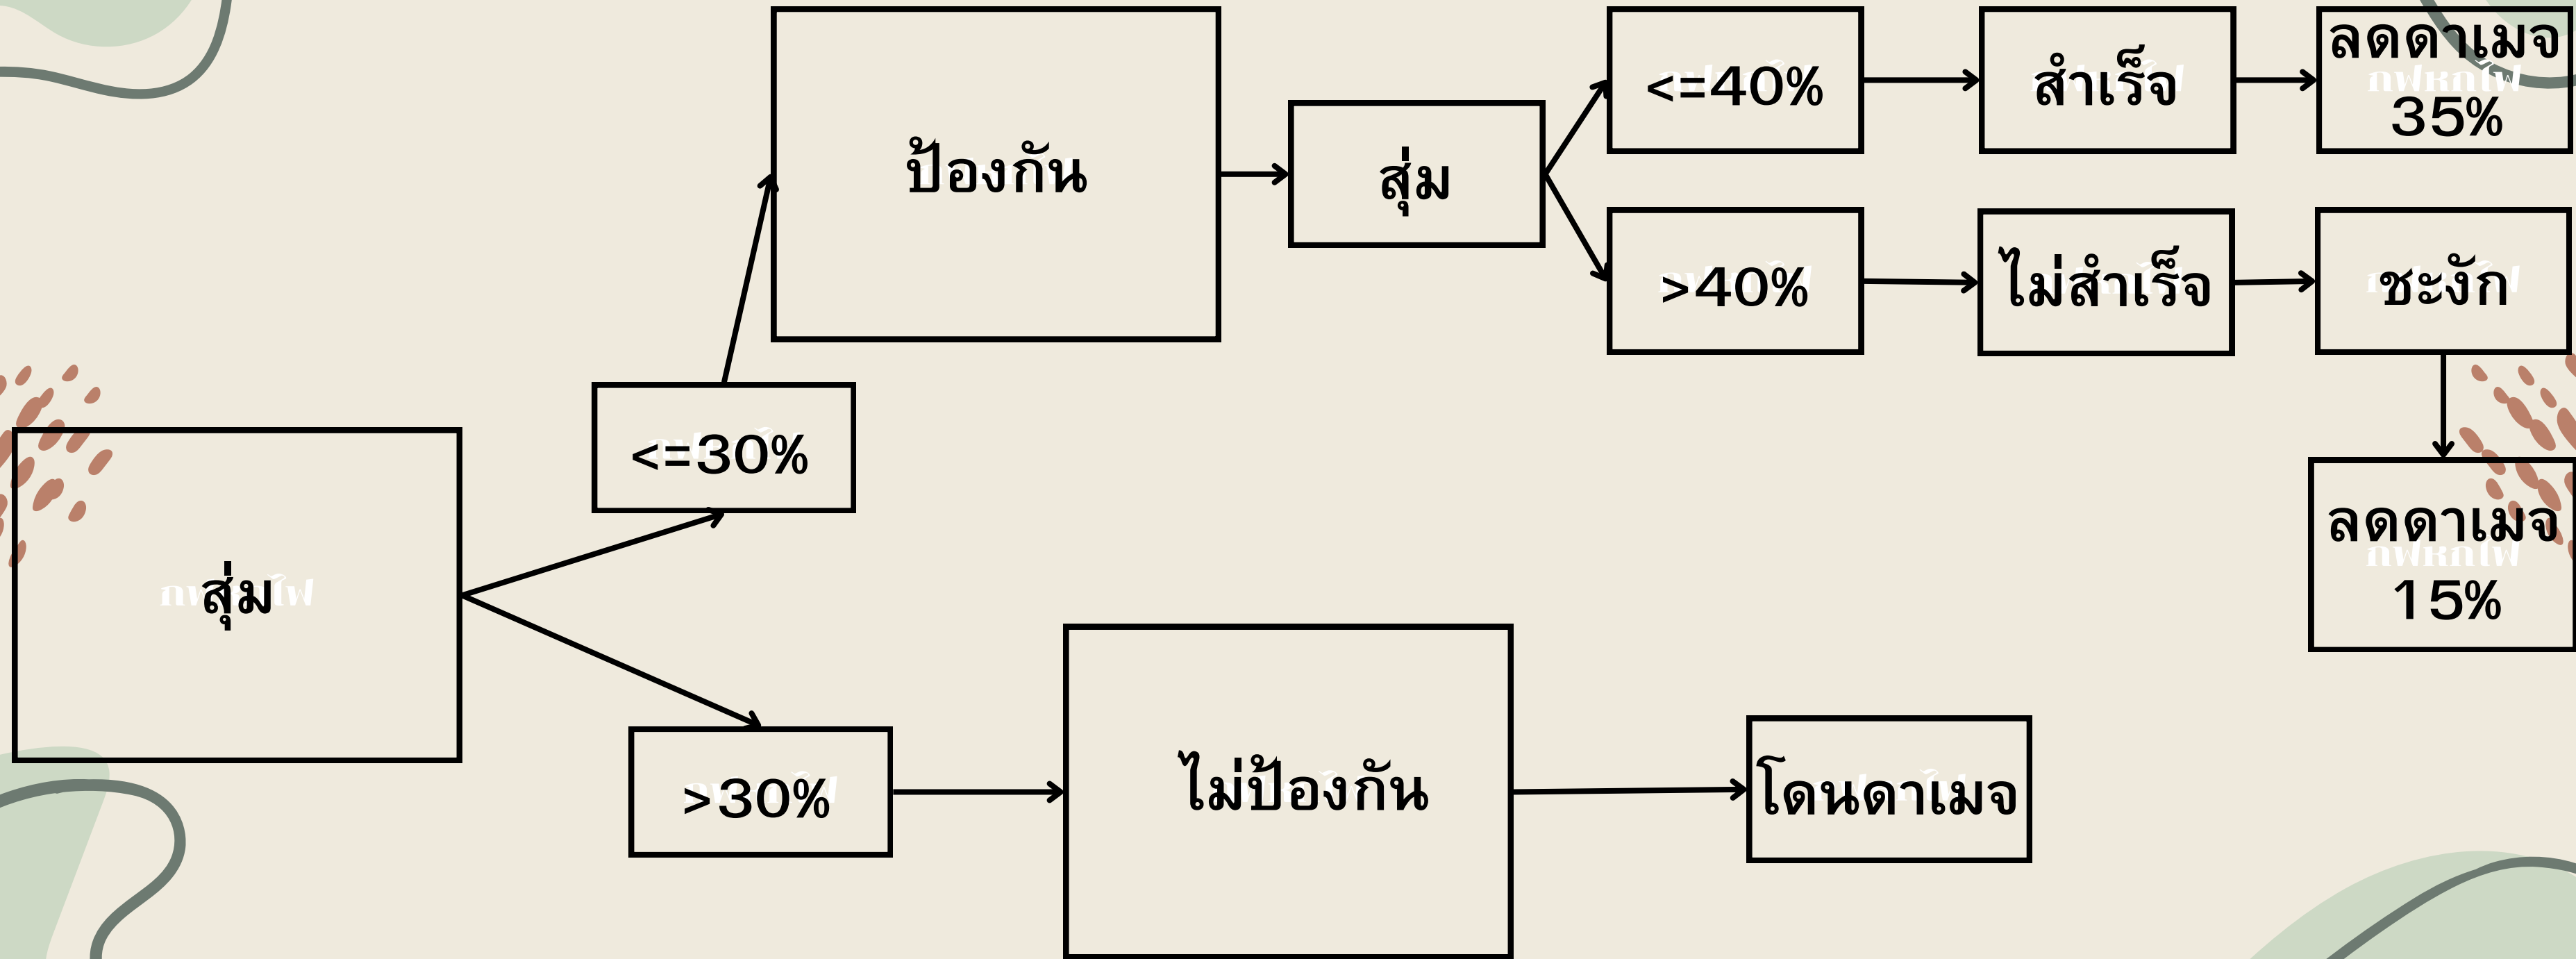 ลดดาเมจ
35%
<=40%
สำเร็จ
ป้องกัน
สุ่ม
>40%
ไม่สำเร็จ
ชะงัก
<=30%
ลดดาเมจ
15%
สุ่ม
>30%
ไม่ป้องกัน
โดนดาเมจ